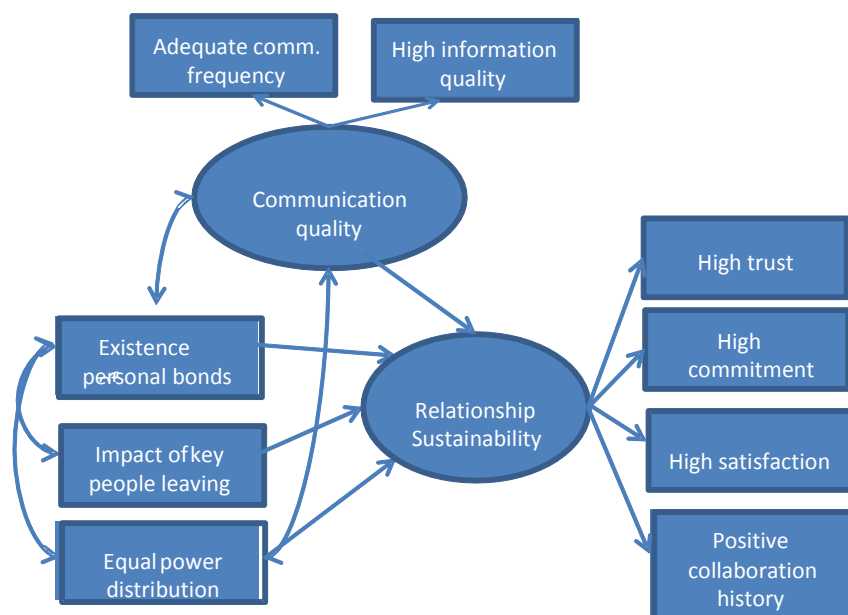 Adequate comm.
frequency
High information
quality
Communication
quality
High trust
Existence
personal bonds
High
commitment
Relationship
Sustainability
Impact of key
people leaving
High satisfaction
Equal power
distribution
Positive
collaboration
history